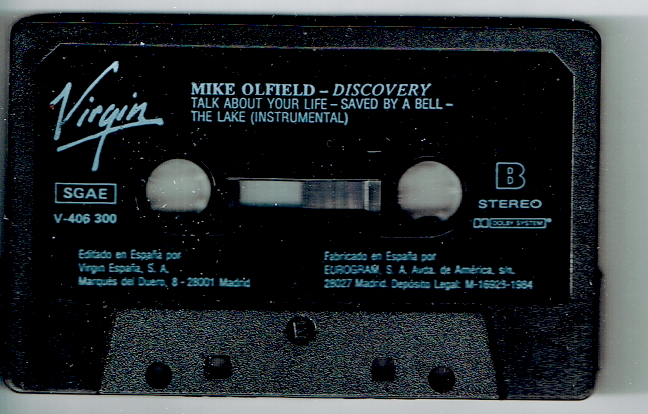 Virgin
MIKE OLFIELD – DISCOVERY
TALK ABOUT YOUR LIFE – SAVED BY A BELL –
THE LAKE (INSTRUMENTAL)
SGAE
V-406 300
B
STEREO
DOLBY SYSTEM
Editado en España por
Virgin España, S. A.
Marqués del Duero, 8 - 28001 Madrid
Fabricado en España por
EUROGRAM, S. A. Avda. de América, s/n.
28027 Madrid. Depósito Legal: M-16929-1984